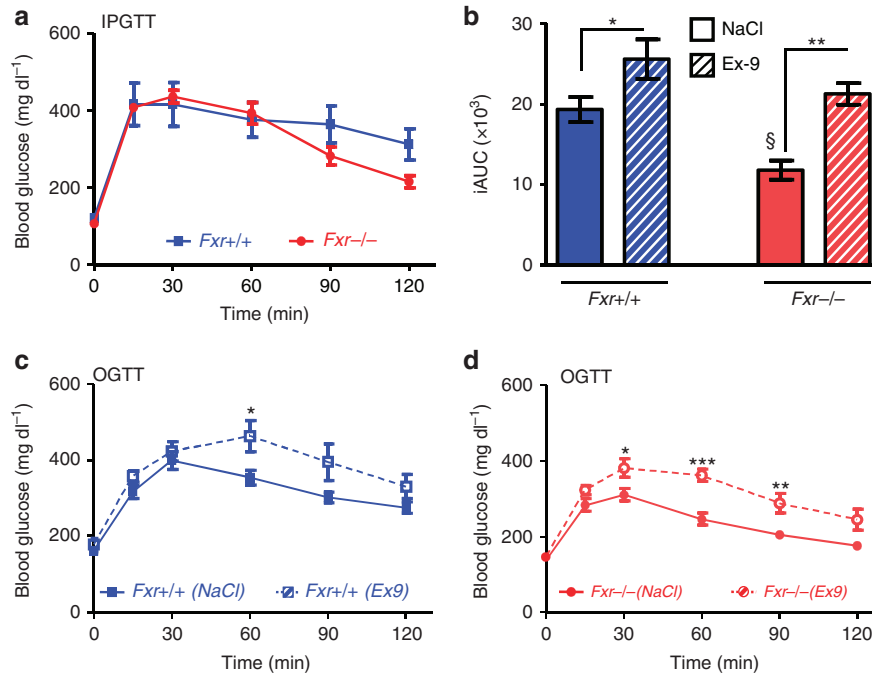 a
IPGTT
Blood glucose (mg dl⁻¹)
600
400
200
0
Fxr+/+
Fxr–/–
0 30 60 90 120
Time (min)
b
iAUC (×10³)
30
20
10
0
*
NaCl
Ex-9
**
§
Fxr+/+
Fxr–/–
c
OGTT
Blood glucose (mg dl⁻¹)
600
400
200
0
*
Fxr+/+ (NaCl)
Fxr+/+ (Ex9)
0 30 60 90 120
Time (min)
d
OGTT
Blood glucose (mg dl⁻¹)
600
400
200
0
*
***
**
Fxr–/–(NaCl)
Fxr–/–(Ex9)
0 30 60 90 120
Time (min)